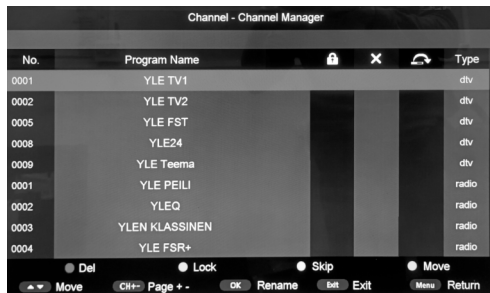 Channel - Channel Manager
No. Program Name Type
0001 YLE TV1 dtv
0002 YLE TV2 dtv
0005 YLE FST dtv
0008 YLE24 dtv
0009 YLE Teema dtv
0001 YLE PEILI radio
0002 YLEQ radio
0003 YLEN KLASSINEN radio
0004 YLE FSR+ radio
Del Lock Skip Move
Move CH+- Page + - OK Rename Exit Exit Menu Return